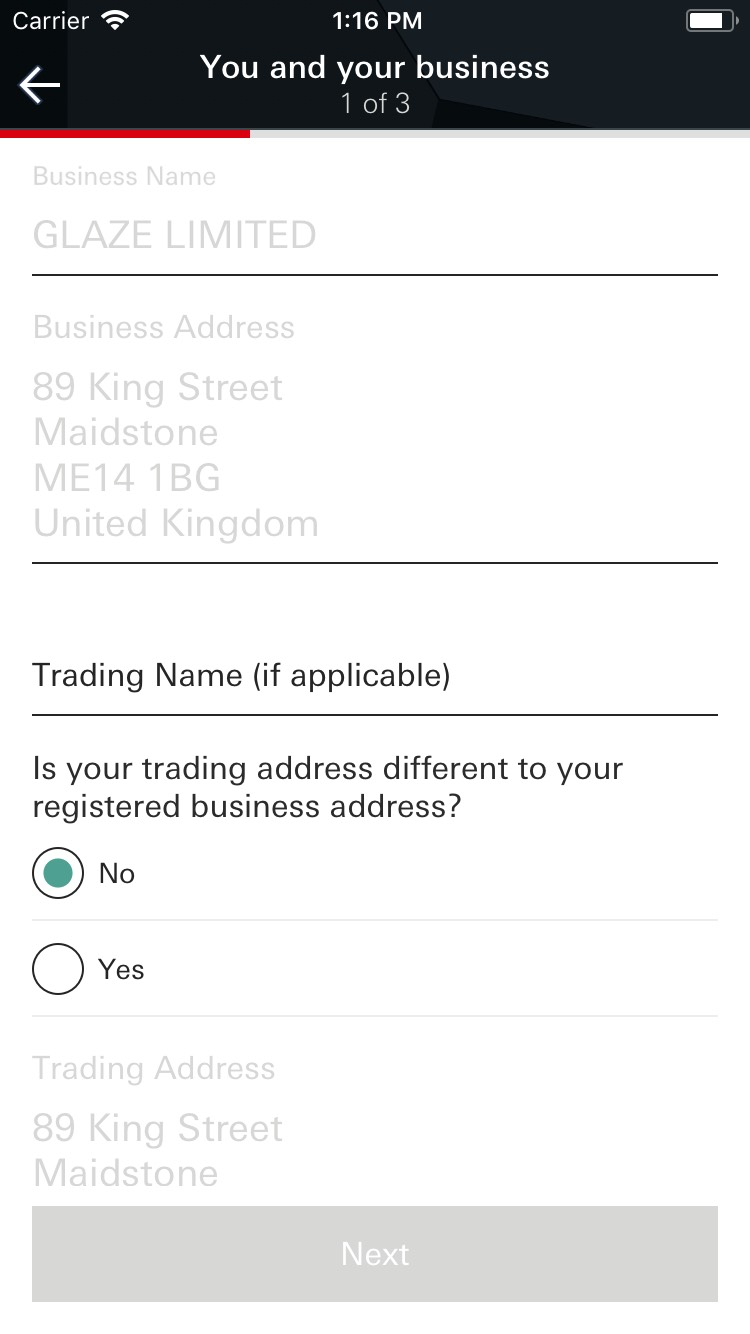 Carrier 1:16 PM
You and your business
1 of 3
Business Name
GLAZE LIMITED
Business Address
89 King Street
Maidstone
ME14 1BG
United Kingdom
Trading Name (if applicable)
Is your trading address different to your
registered business address?
No
Yes
Trading Address
89 King Street
Maidstone
Next